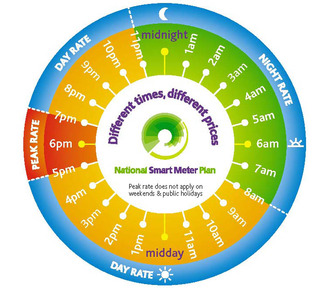 midnight
1am
2am
3am
4am
5am
6am
7am
8am
9am
10am
11am
midday
1pm
2pm
3pm
4pm
5pm
6pm
7pm
8pm
9pm
10pm
11pm
DAY RATE
NIGHT RATE
PEAK RATE
DAY RATE
Different times, different prices
National Smart Meter Plan
Peak rate does not apply on
weekends & public holidays